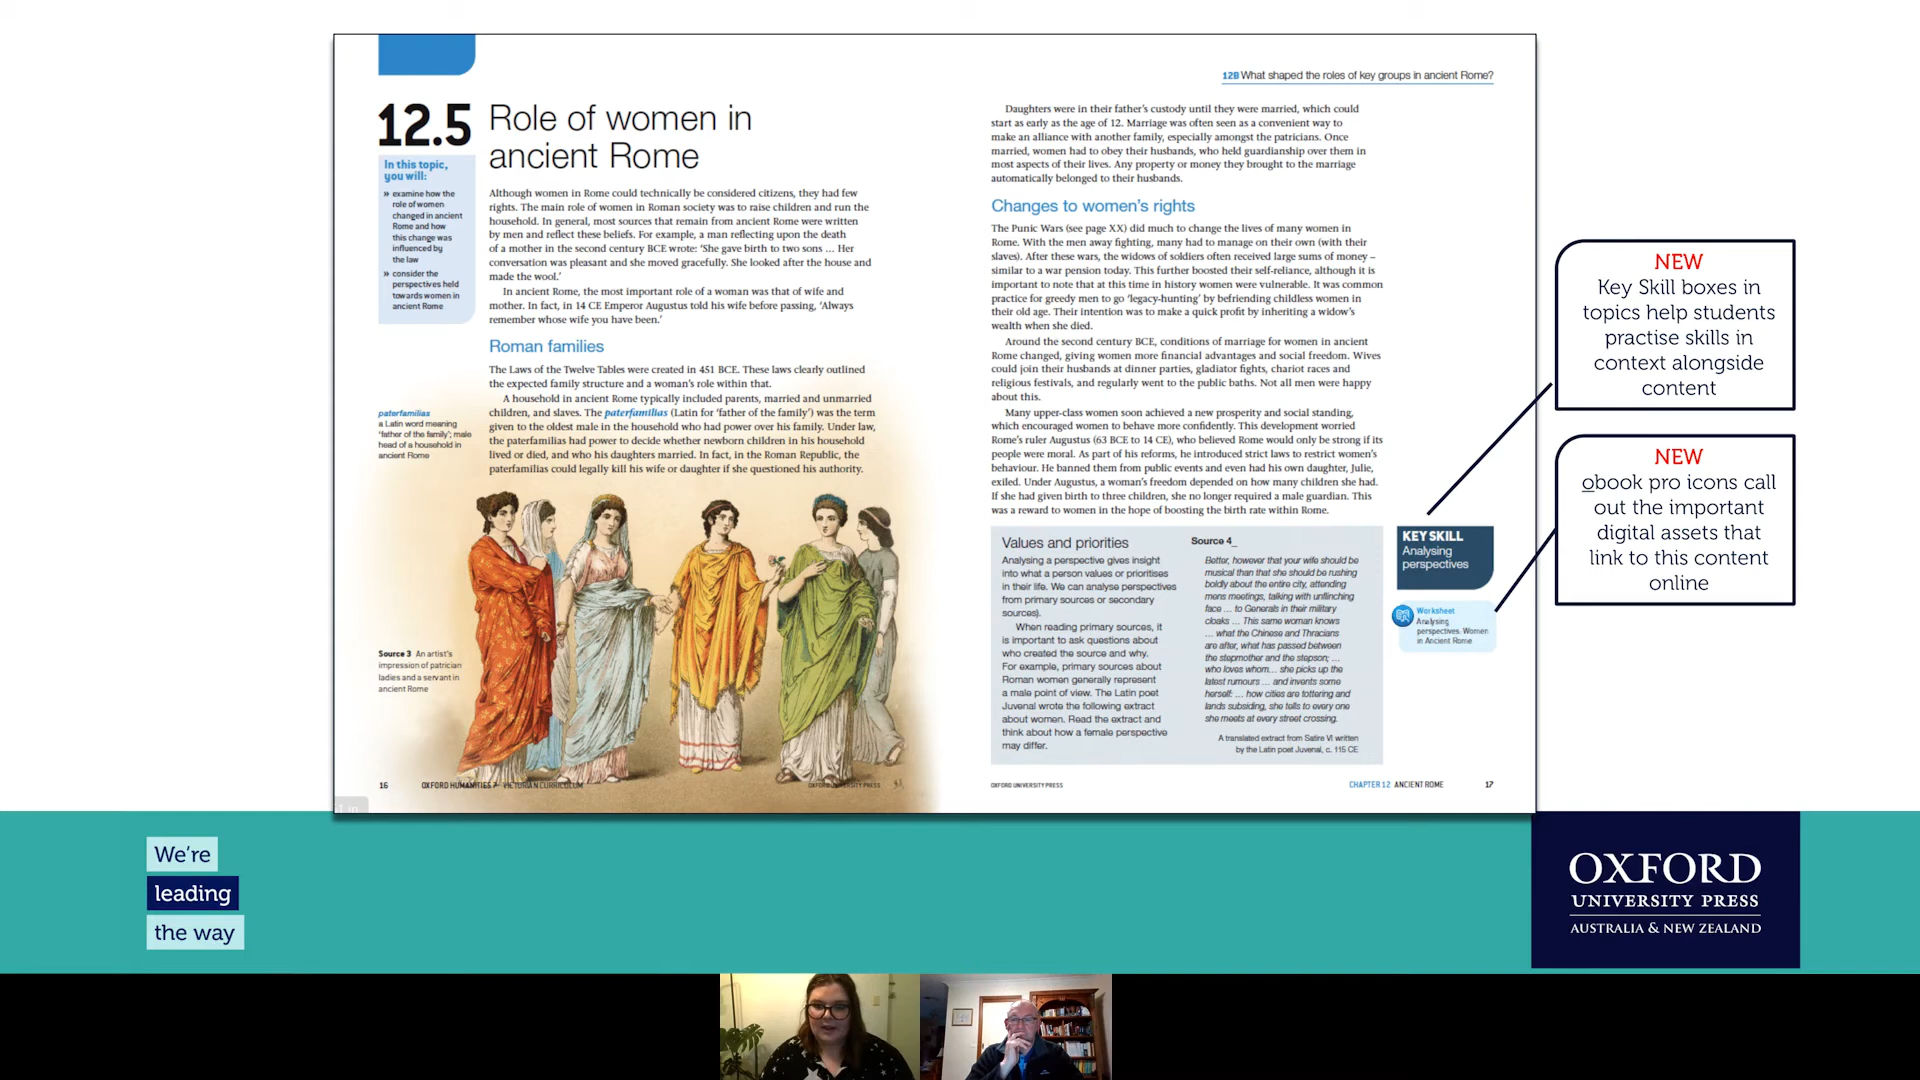 12B What shaped the roles of key groups in ancient Rome?
12.5
Role of women in
ancient Rome
In this topic,
you will:
» examine how the
role of women
changed in ancient
Rome and how
this change was
influenced by
the law
» consider the
perspectives held
towards women in
ancient Rome
Although women in Rome could technically be considered citizens, they had few
rights. The main role of women in Roman society was to raise children and run the
household. In general, most sources that remain from ancient Rome were written
by men and reflect these beliefs. For example, a man reflecting upon the death
of a mother in the second century BCE wrote: ‘She gave birth to two sons ... Her
conversation was pleasant and she moved gracefully. She looked after the house and
made the wool.’
In ancient Rome, the most important role of a woman was that of wife and
mother. In fact, in 14 CE Emperor Augustus told his wife before passing, ‘Always
remember whose wife you have been.’
Roman families
The Laws of the Twelve Tables were created in 451 BCE. These laws clearly outlined
the expected family structure and a woman’s role within that.
A household in ancient Rome typically included parents, married and unmarried
children, and slaves. The paterfamilias (Latin for ‘father of the family’) was the term
given to the oldest male in the household who had power over his family. Under law,
the paterfamilias had power to decide whether newborn children in his household
lived or died, and who his daughters married. In fact, in the Roman Republic, the
paterfamilias could legally kill his wife or daughter if she questioned his authority.
paterfamilias
a Latin word meaning
‘father of the family’; male
head of a household in
ancient Rome
Source 3 An artist’s
impression of patrician
ladies and a servant in
ancient Rome
16 OXFORD HUMANITIES 7 VICTORIAN CURRICULUM
OXFORD UNIVERSITY PRESS
Daughters were in their father’s custody until they were married, which could
start as early as the age of 12. Marriage was often seen as a convenient way to
make an alliance with another family, especially amongst the patricians. Once
married, women had to obey their husbands, who held guardianship over them in
most aspects of their lives. Any property or money they brought to the marriage
automatically belonged to their husbands.
Changes to women’s rights
The Punic Wars (see page XX) did much to change the lives of many women in
Rome. With the men away fighting, many had to manage on their own (with their
slaves). After these wars, the widows of soldiers often received large sums of money –
similar to a war pension today. This further boosted their self-reliance, although it is
important to note that at this time in history women were vulnerable. It was common
practice for greedy men to go ‘legacy-hunting’ by befriending childless women in
their old age. Their intention was to make a quick profit by inheriting a widow’s
wealth when she died.
Around the second century BCE, conditions of marriage for women in ancient
Rome changed, giving women more financial advantages and social freedom. Wives
could join their husbands at dinner parties, gladiator fights, chariot races and
religious festivals, and regularly went to the public baths. Not all men were happy
about this.
Many upper-class women soon achieved a new prosperity and social standing,
which encouraged women to behave more confidently. This development worried
Rome’s ruler Augustus (63 BCE to 14 CE), who believed Rome would only be strong if its
people were moral. As part of his reforms, he introduced strict laws to restrict women’s
behaviour. He banned them from public events and even had his own daughter, Julie,
exiled. Under Augustus, a woman’s freedom depended on how many children she had.
If she had given birth to three children, she no longer required a male guardian. This
was a reward to women in the hope of boosting the birth rate within Rome.
Values and priorities
Analysing a perspective gives insight
into what a person values or prioritises
in their life. We can analyse perspectives
from primary sources or secondary
sources).
When reading primary sources, it
is important to ask questions about
who created the source and why.
For example, primary sources about
Roman women generally represent
a male point of view. The Latin poet
Juvenal wrote the following extract
about women. Read the extract and
think about how a female perspective
may differ.
Source 4_
Better, however that your wife should be
musical than that she should be rushing
boldly about the entire city, attending
mens meetings, talking with unflinching
face ... to Generals in their military
cloaks ... This same woman knows
... what the Chinese and Thracians
are after, what has passed between
the stepmother and the stepson; ...
who loves whom... she picks up the
latest rumours ... and invents some
herself: ... how cities are tottering and
lands subsiding, she tells to every one
she meets at every street crossing.
A translated extract from Satire VI written
by the Latin poet Juvenal, c. 115 CE
KEY SKILL
Analysing
perspectives
Worksheet
Analysing
perspectives: Women
in Ancient Rome
OXFORD UNIVERSITY PRESS
CHAPTER 12 ANCIENT ROME 17
NEW
Key Skill boxes in
topics help students
practise skills in
context alongside
content
NEW
obook pro icons call
out the important
digital assets that
link to this content
online
We’re
leading
the way
OXFORD
UNIVERSITY PRESS
AUSTRALIA & NEW ZEALAND